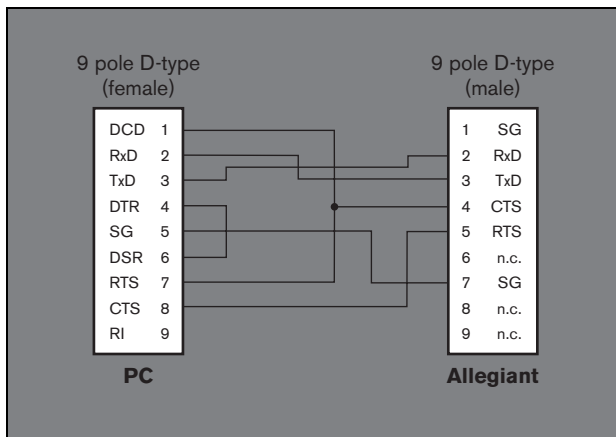 9 pole D-type
(female)
9 pole D-type
(male)
DCD 1
RxD 2
TxD 3
DTR 4
SG 5
DSR 6
RTS 7
CTS 8
RI 9
1 SG
2 RxD
3 TxD
4 CTS
5 RTS
6 n.c.
7 SG
8 n.c.
9 n.c.
PC
Allegiant